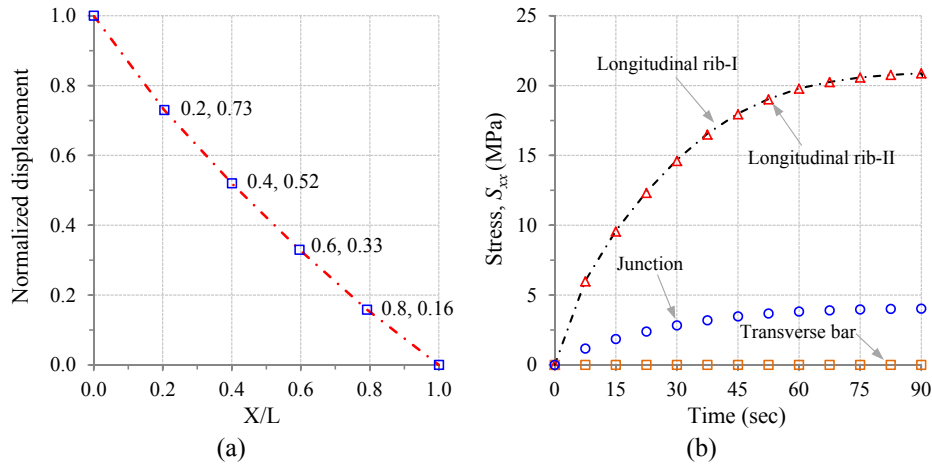 1.0
0.8
0.6
0.4
0.2
0.0
Normalized displacement
0.2, 0.73
0.4, 0.52
0.6, 0.33
0.8, 0.16
0.0 0.2 0.4 0.6 0.8 1.0
X/L
(a)
25
20
15
10
5
0
Stress, Sxx (MPa)
Longitudinal rib-I
Longitudinal rib-II
Junction
Transverse bar
0 15 30 45 60 75 90
Time (sec)
(b)